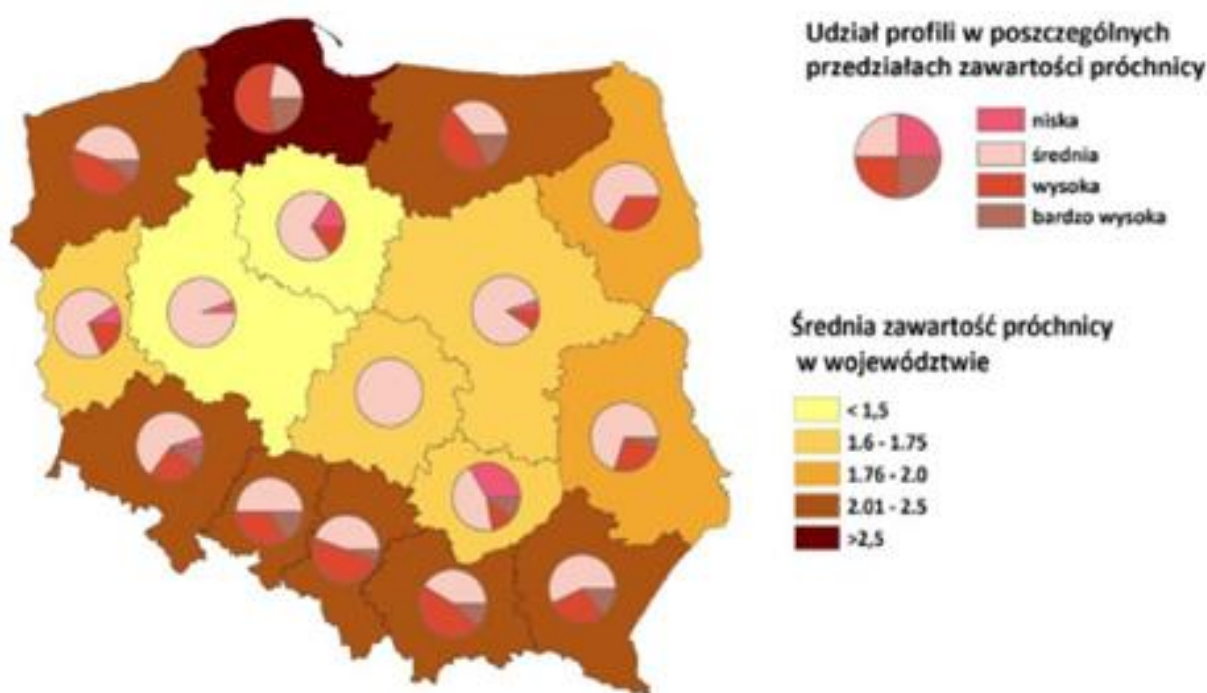 Udział profili w poszczególnych
przedziałach zawartości próchnicy
niska
średnia
wysoka
bardzo wysoka
Średnia zawartość próchnicy
w województwie
< 1,5
1.6 - 1.75
1.76 - 2.0
2.01 - 2.5
>2,5